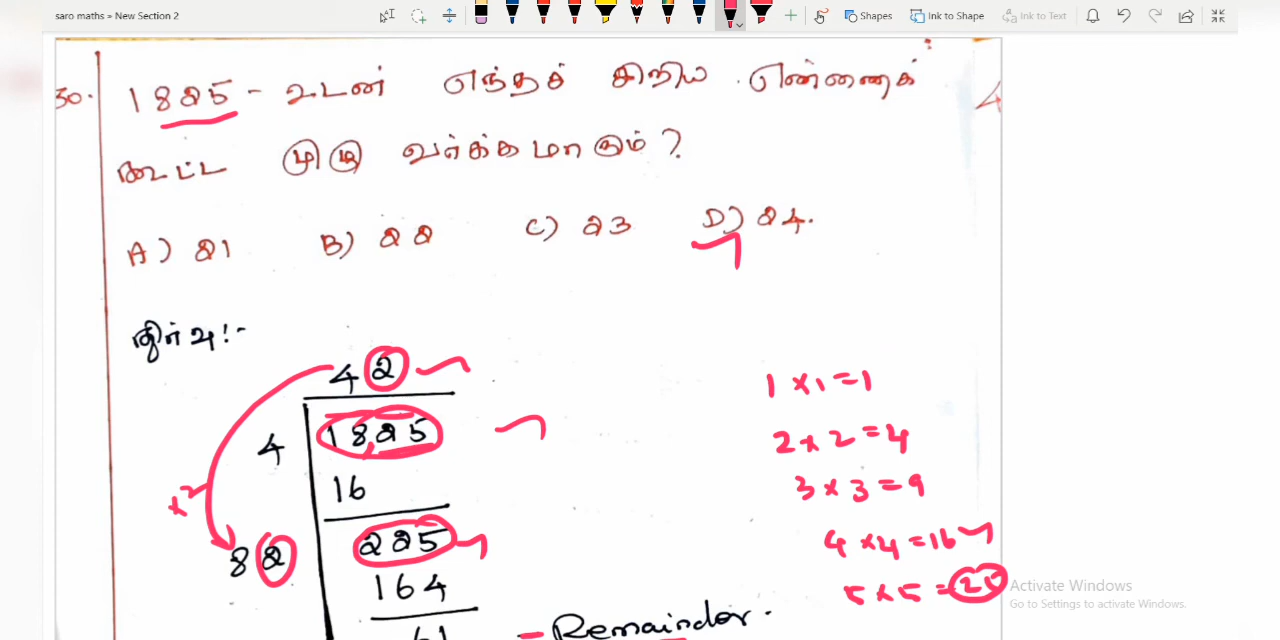 saro maths » New Section 2
Shapes Ink to Shape Ink to Text
30. 1825 - உடன் எந்தச் சிறிய எண்ணைக்
கூட்ட முழு வர்க்கமாகும்?
A) 21 B) 22 C) 23 D) 24.
தீர்வு:-
42
4 1825
16
×2
82 225
164
61 - Remainder.
1 × 1 = 1
2 × 2 = 4
3 × 3 = 9
4 × 4 = 16
5 × 5 = 25
Activate Windows
Go to Settings to activate Windows.